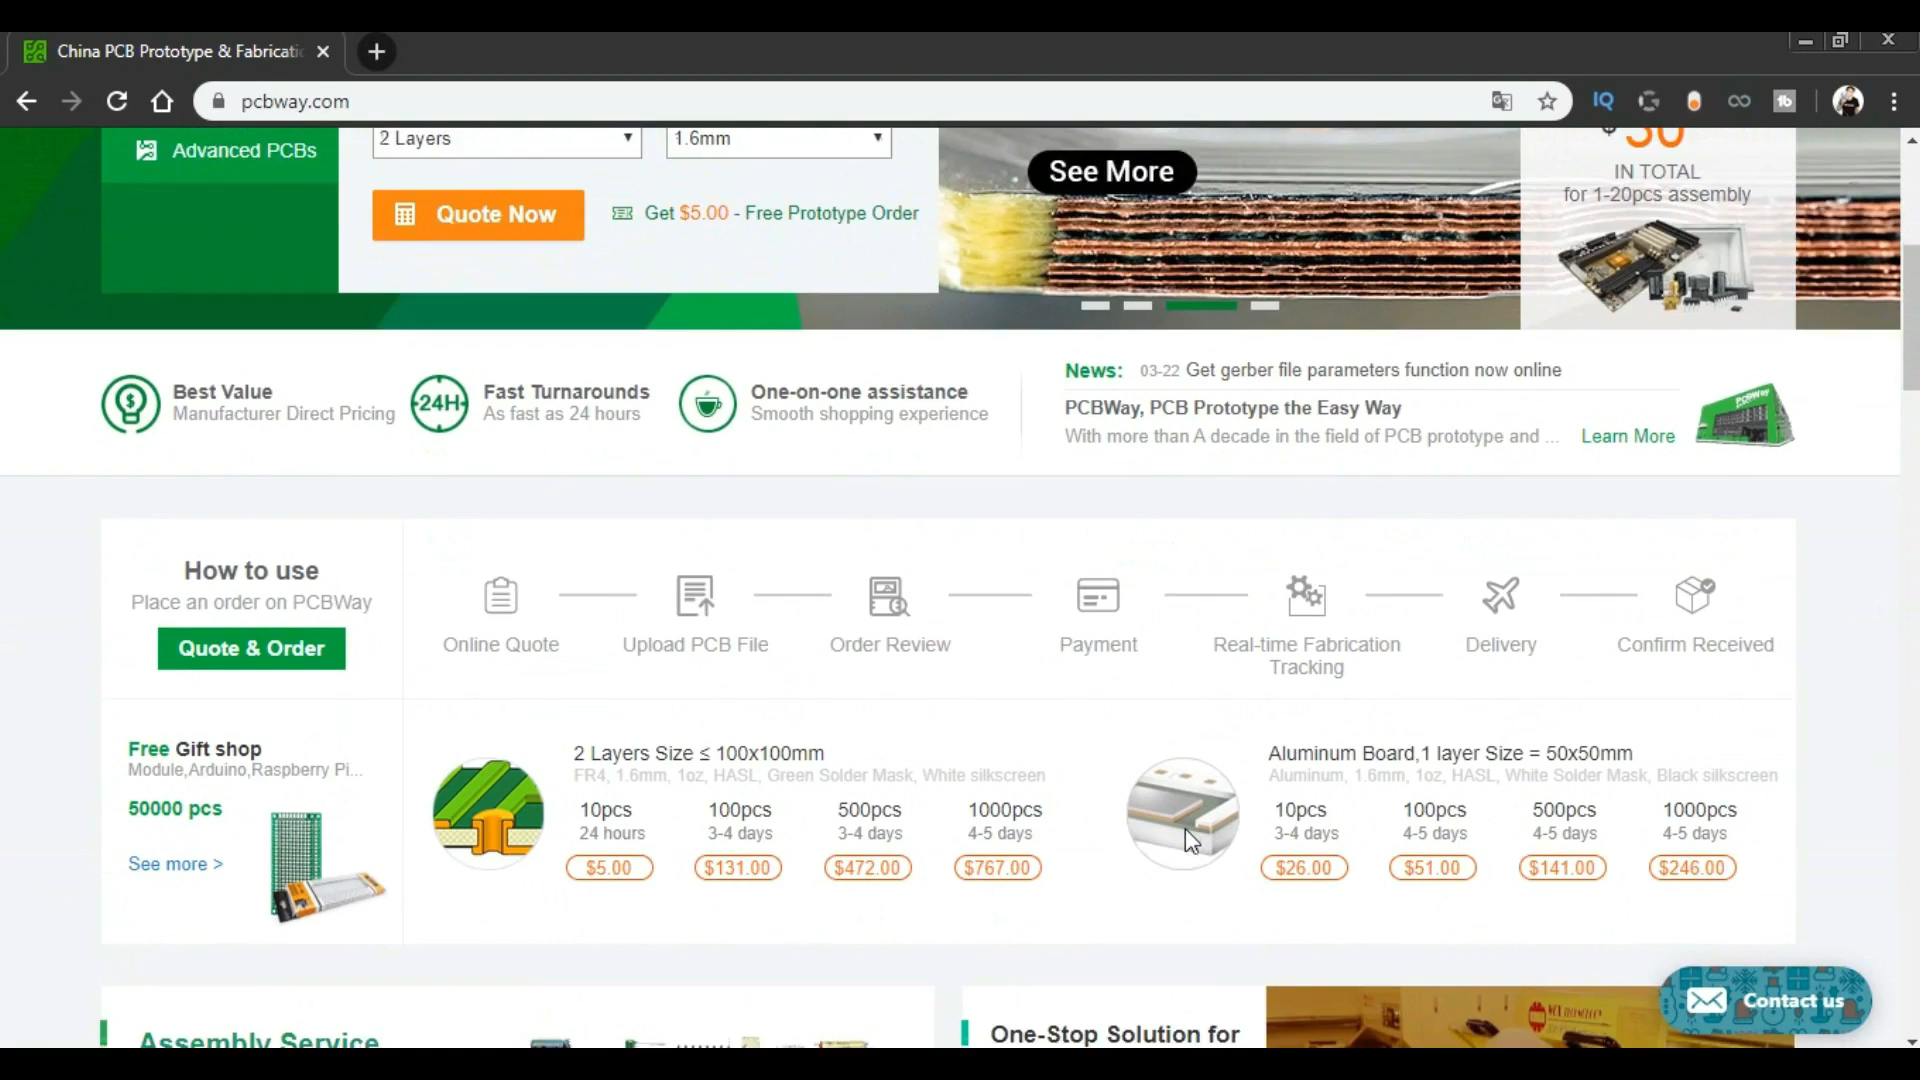 China PCB Prototype & Fabricati
pcbway.com
IQ
tb
Advanced PCBs
2 Layers
1.6mm
Quote Now
Get $5.00 - Free Prototype Order
See More
$30
IN TOTAL
for 1-20pcs assembly
Best Value
Manufacturer Direct Pricing
24H
Fast Turnarounds
As fast as 24 hours
One-on-one assistance
Smooth shopping experience
News: 03-22 Get gerber file parameters function now online
PCBWay, PCB Prototype the Easy Way
With more than A decade in the field of PCB prototype and ... Learn More
PCBWay
How to use
Place an order on PCBWay
Quote & Order
Online Quote
Upload PCB File
Order Review
Payment
Real-time Fabrication
Tracking
Delivery
Confirm Received
Free Gift shop
Module,Arduino,Raspberry Pi...
50000 pcs
See more >
2 Layers Size ≤ 100x100mm
FR4, 1.6mm, 1oz, HASL, Green Solder Mask, White silkscreen
10pcs 100pcs 500pcs 1000pcs
24 hours 3-4 days 3-4 days 4-5 days
$5.00 $131.00 $472.00 $767.00
Aluminum Board,1 layer Size = 50x50mm
Aluminum, 1.6mm, 1oz, HASL, White Solder Mask, Black silkscreen
10pcs 100pcs 500pcs 1000pcs
3-4 days 4-5 days 4-5 days 4-5 days
$26.00 $51.00 $141.00 $246.00
Assembly Service
One-Stop Solution for
Contact us